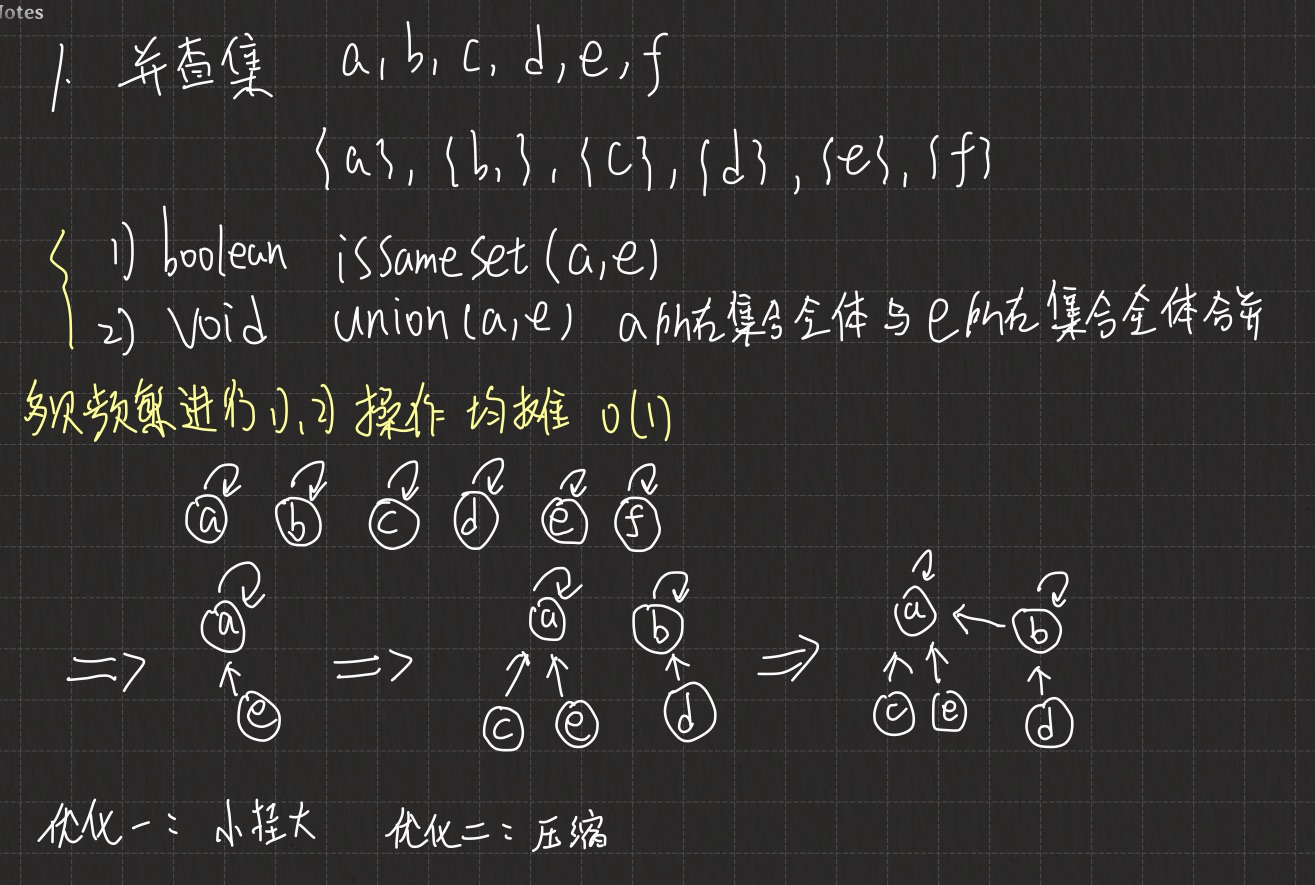 Notes
1. 并查集 a, b, c, d, e, f
{a}, {b,}, {c}, {d}, {e}, {f}
1) boolean issameset(a,e)
2) void union(a,e) a所在集合全体与e所在集合全体合并
频繁进行1),2) 操作 均摊 O(1)
a b c d e f
a a b a b
e c e d c e d
优化一: 小挂大 优化二: 压缩